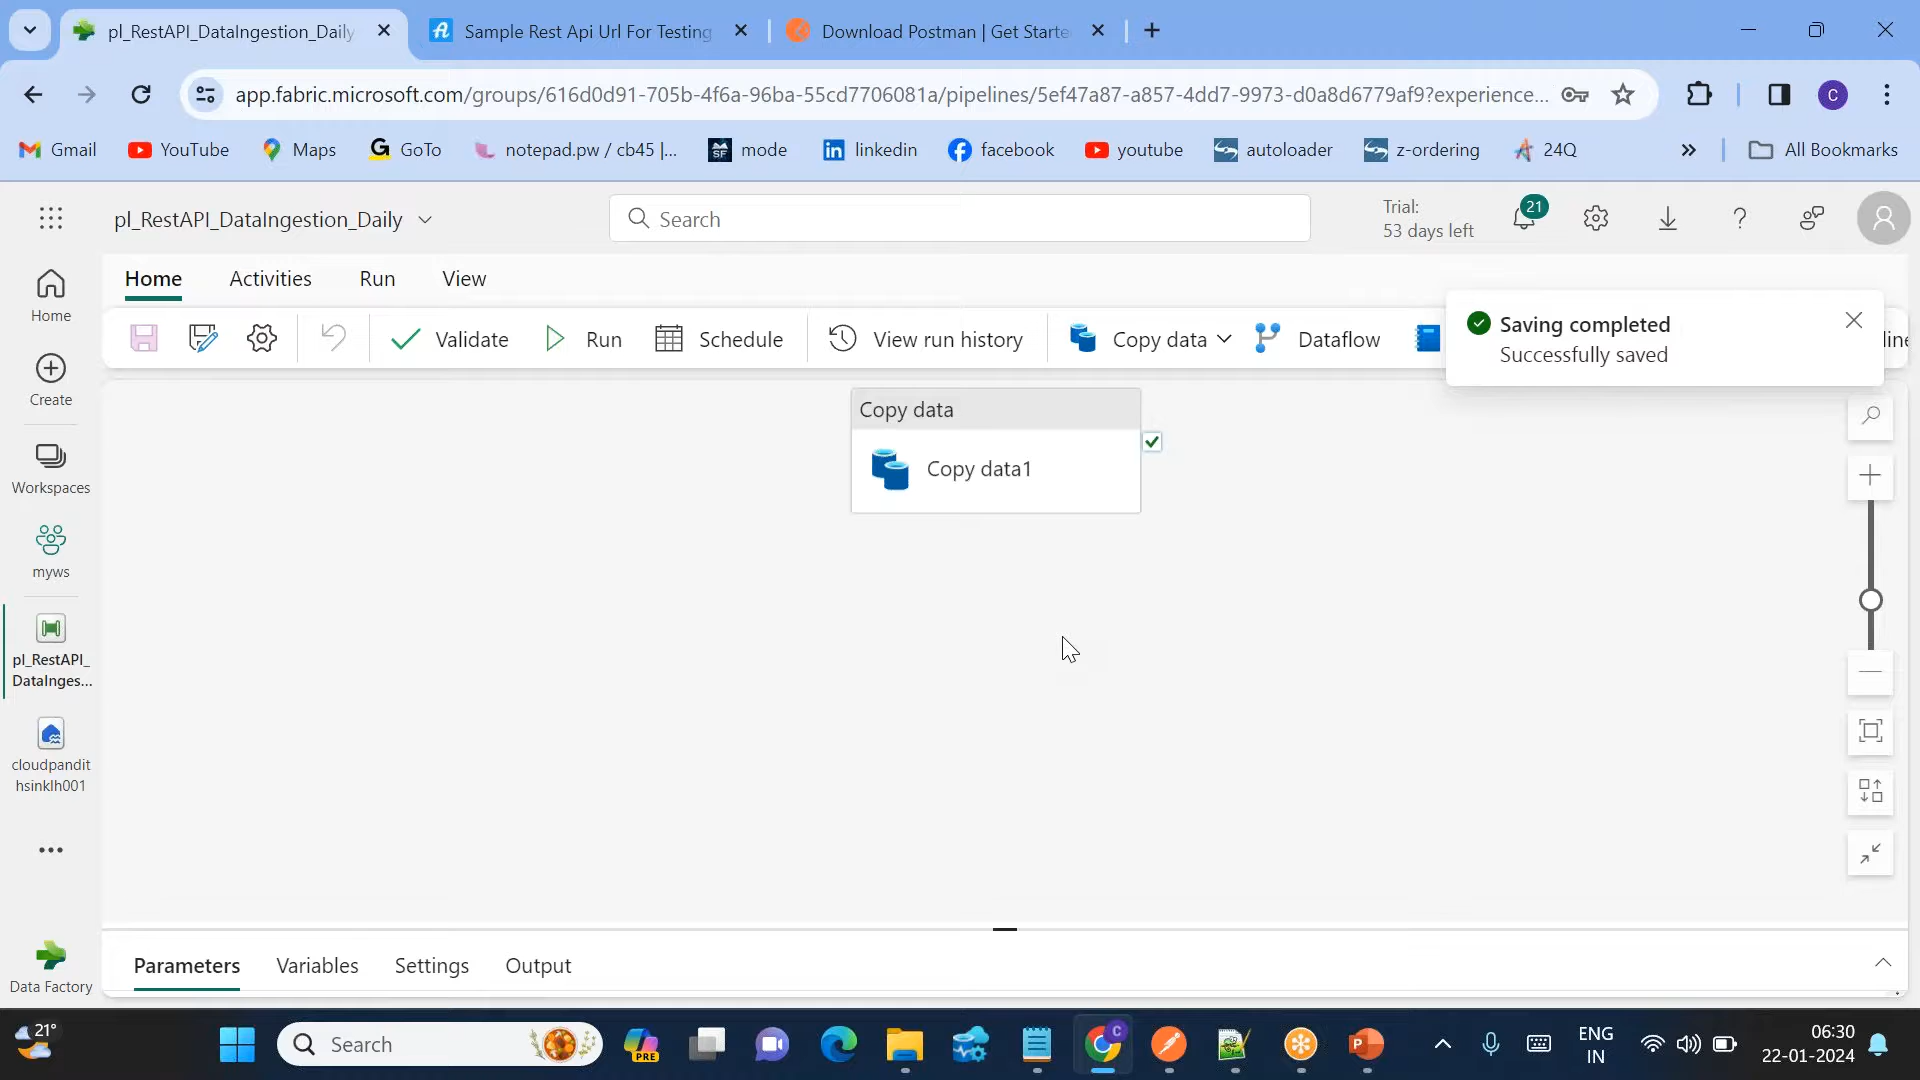 pl_RestAPI_DataIngestion_Daily
Sample Rest Api Url For Testing
Download Postman | Get Starte
app.fabric.microsoft.com/groups/616d0d91-705b-4f6a-96ba-55cd7706081a/pipelines/5ef47a87-a857-4dd7-9973-d0a8d6779af9?experience...
C
Gmail
YouTube
Maps
GoTo
notepad.pw / cb45 |...
mode
linkedin
facebook
youtube
autoloader
z-ordering
24Q
All Bookmarks
pl_RestAPI_DataIngestion_Daily
Search
Trial:
53 days left
21
Home
Activities
Run
View
Validate
Run
Schedule
View run history
Copy data
Dataflow
Saving completed
Successfully saved
Copy data
Copy data1
Home
Create
Workspaces
myws
pl_RestAPI_
DataInges...
cloudpandit
hsinklh001
Data Factory
Parameters
Variables
Settings
Output
21°
Search
PRE
C
P
ENG
IN
06:30
22-01-2024